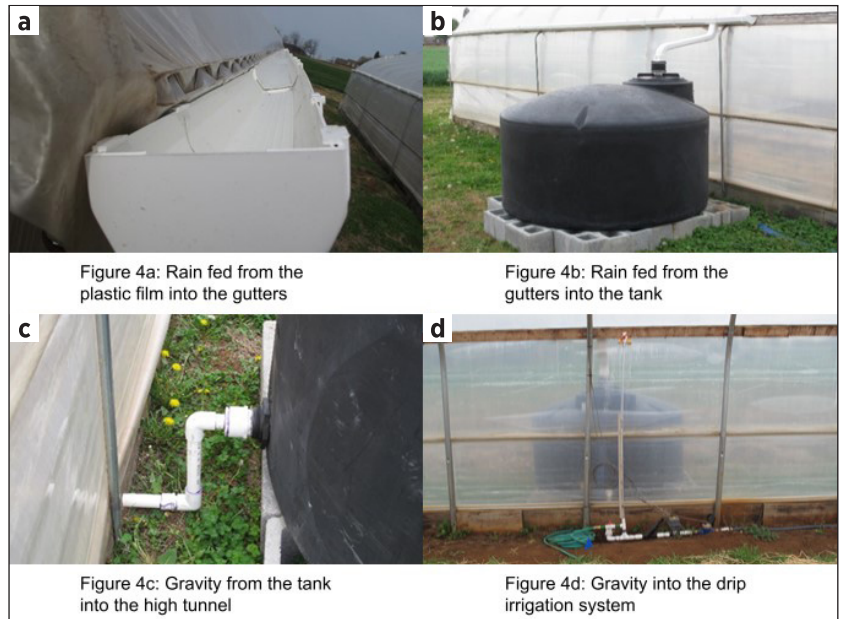 a
b
Figure 4a: Rain fed from the
plastic film into the gutters
Figure 4b: Rain fed from the
gutters into the tank
c
d
Figure 4c: Gravity from the tank
into the high tunnel
Figure 4d: Gravity into the drip
irrigation system